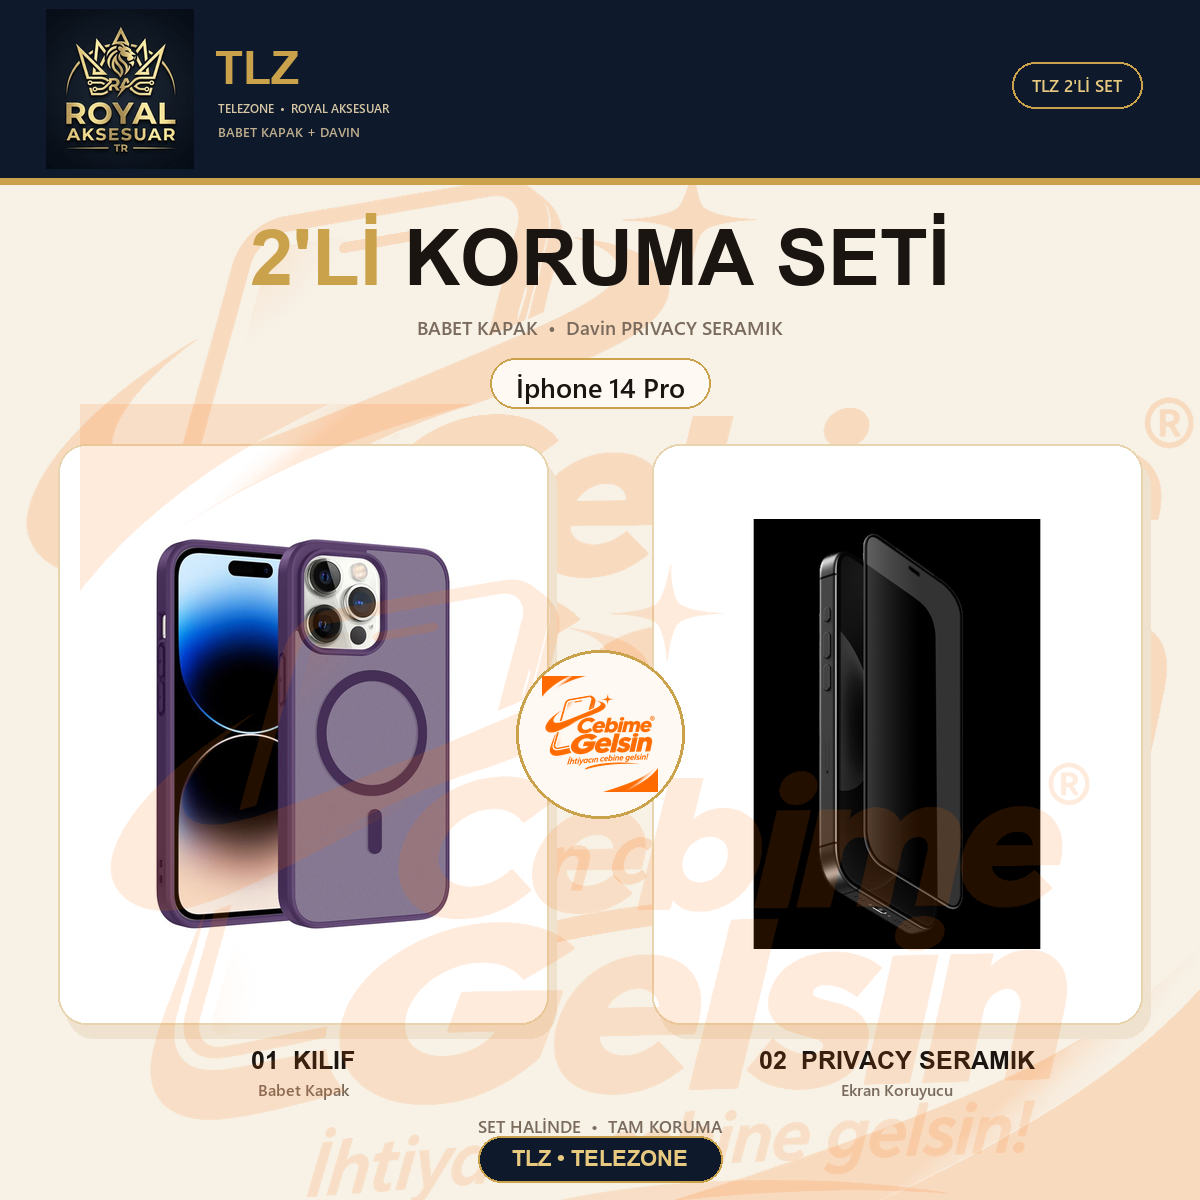 ROYAL
AKSESUAR
TR
TLZ
TELEZONE • ROYAL AKSESUAR
BABET KAPAK + DAVIN
TLZ 2'Lİ SET
2'Lİ KORUMA SETİ
BABET KAPAK • Davin PRIVACY SERAMIK
İphone 14 Pro
Cebime®
Gelsin
İhtiyacın cebine gelsin!
Cebime®
Gelsin
01 KILIF
Babet Kapak
02 PRIVACY SERAMIK
Ekran Koruyucu
SET HALİNDE • TAM KORUMA
TLZ • TELEZONE